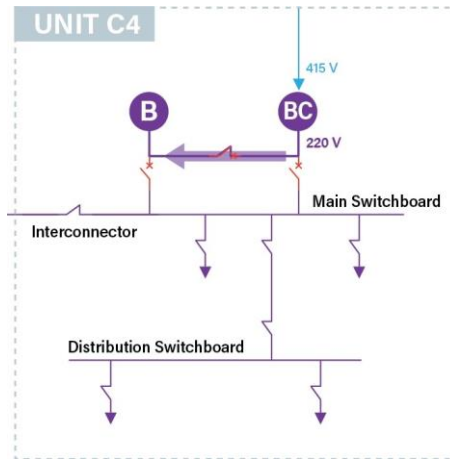 UNIT C4
415 V
B
BC
220 V
Main Switchboard
Interconnector
Distribution Switchboard